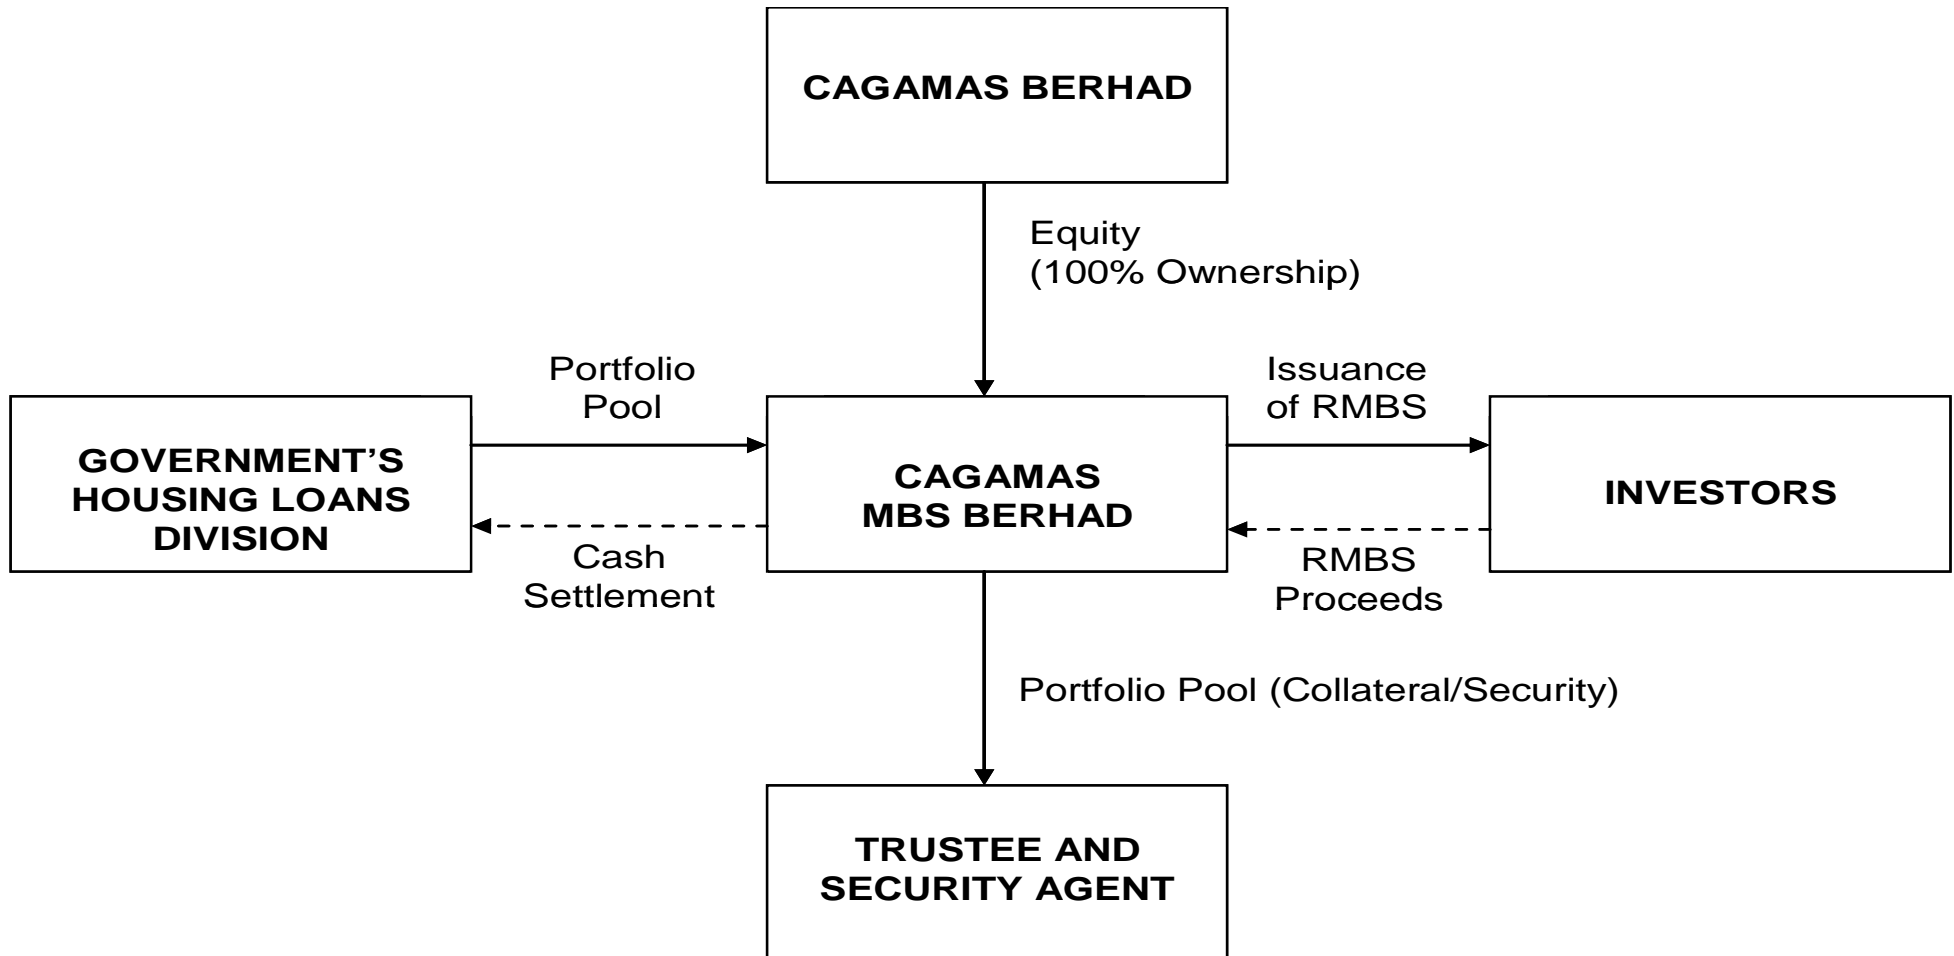 CAGAMAS BERHAD
Equity
(100% Ownership)
Portfolio
Pool
Issuance
of RMBS
GOVERNMENT’S
HOUSING LOANS
DIVISION
CAGAMAS
MBS BERHAD
INVESTORS
Cash
Settlement
RMBS
Proceeds
Portfolio Pool (Collateral/Security)
TRUSTEE AND
SECURITY AGENT